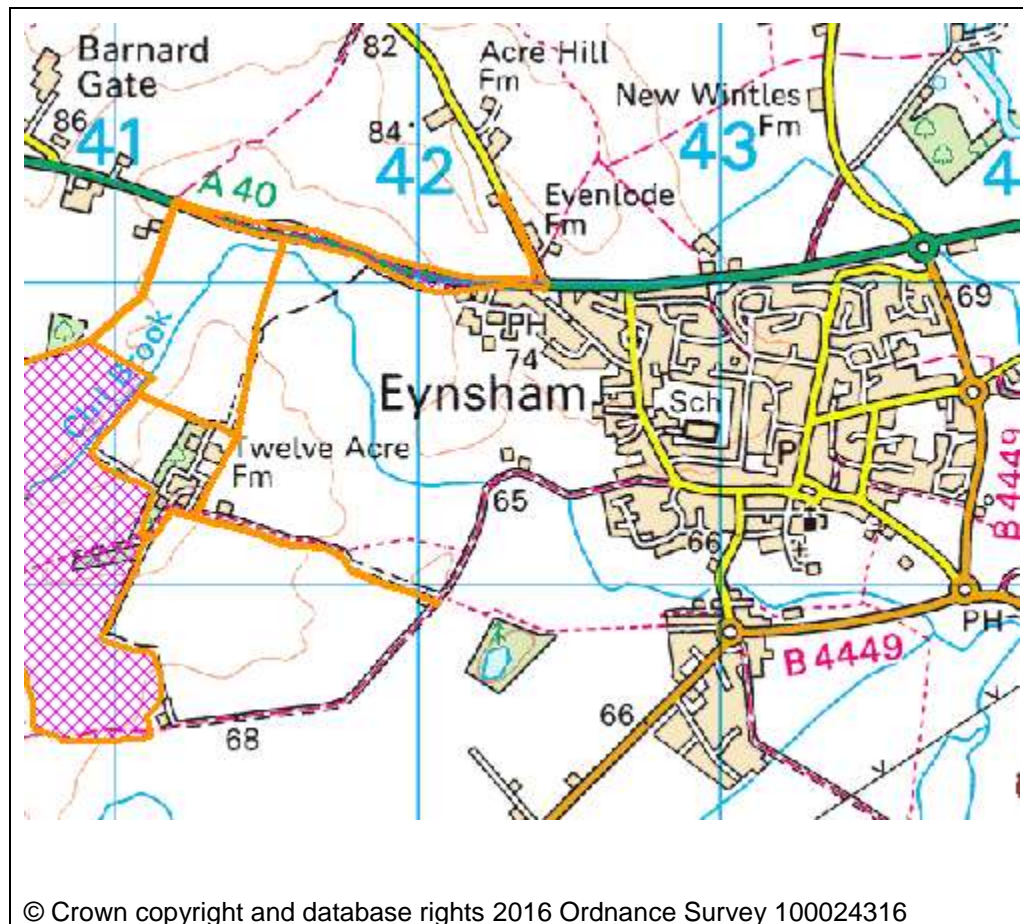 Barnard
Gate
82
Acre Hill
Fm
New Wintles
Fm
86
41
84
42
43
4
A 40
Evenlode
Fm
69
PH
74
Eynsham
Sch
Twelve Acre
Fm
P
65
66
B 4449
PH
B 4449
66
68
© Crown copyright and database rights 2016 Ordnance Survey 100024316